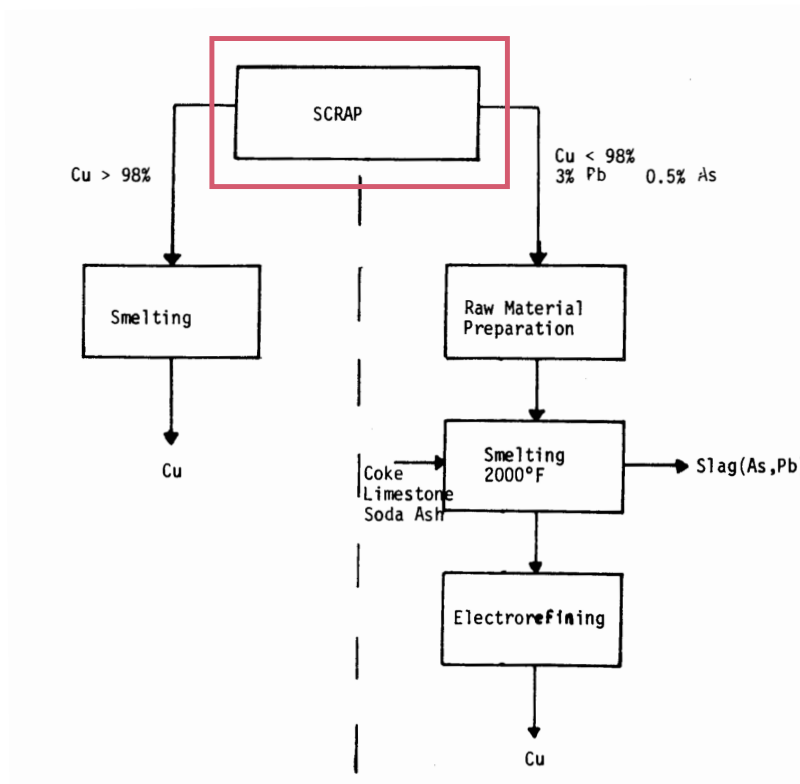 SCRAP
Cu > 98%
Cu < 98%
3% Pb 0.5% As
Smelting
Raw Material
Preparation
Cu
Coke
Limestone
Soda Ash
Smelting
2000°F
Slag(As,Pb
Electrorefining
Cu